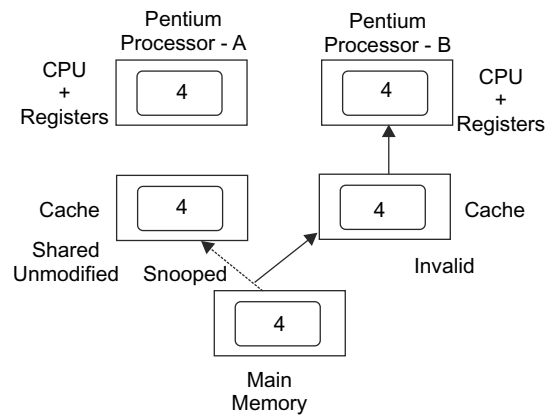 Pentium
Processor - A
Pentium
Processor - B
CPU
+
Registers
4
4
CPU
+
Registers
Cache
4
4
Cache
Shared
Unmodified
Snooped
Invalid
4
Main
Memory